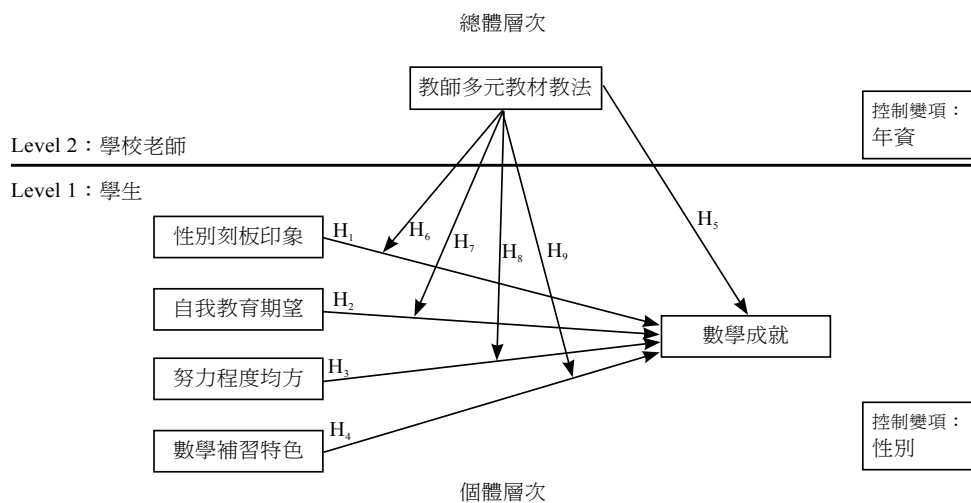 總體層次
教師多元教材教法
控制變項：
年資
Level 2：學校老師
Level 1：學生
性別刻板印象
H₁
H₆
H₇
H₈
H₉
H₅
自我教育期望
H₂
數學成就
努力程度均方
H₃
數學補習特色
H₄
控制變項：
性別
個體層次